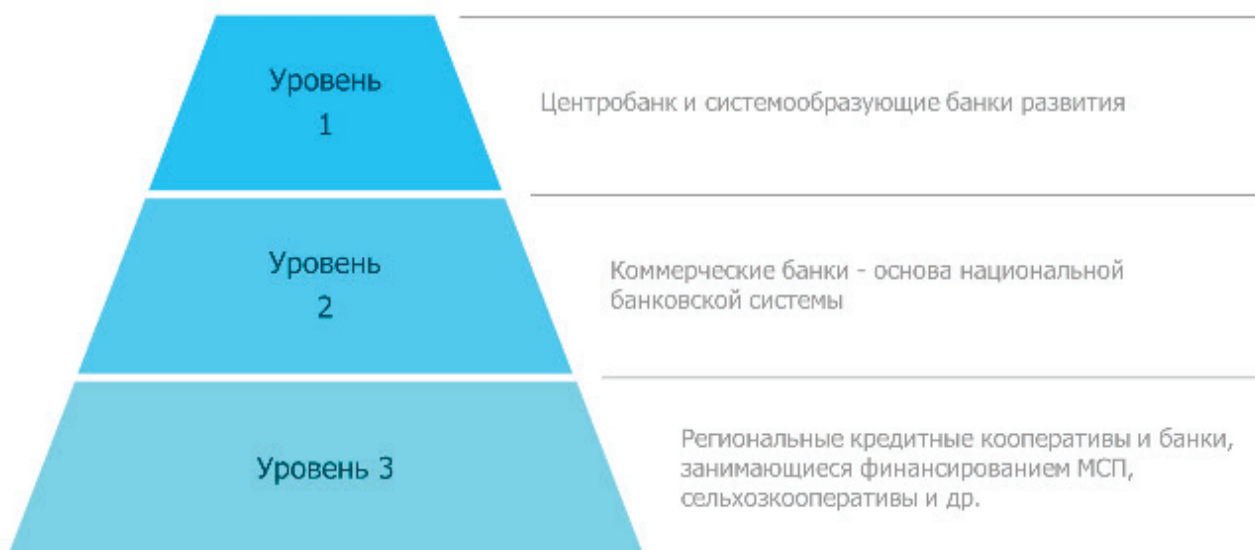 Уровень
1
Центробанк и системообразующие банки развития
Уровень
2
Коммерческие банки - основа национальной
банковской системы
Уровень 3
Региональные кредитные кооперативы и банки,
занимающиеся финансированием МСП,
сельхозкооперативы и др.